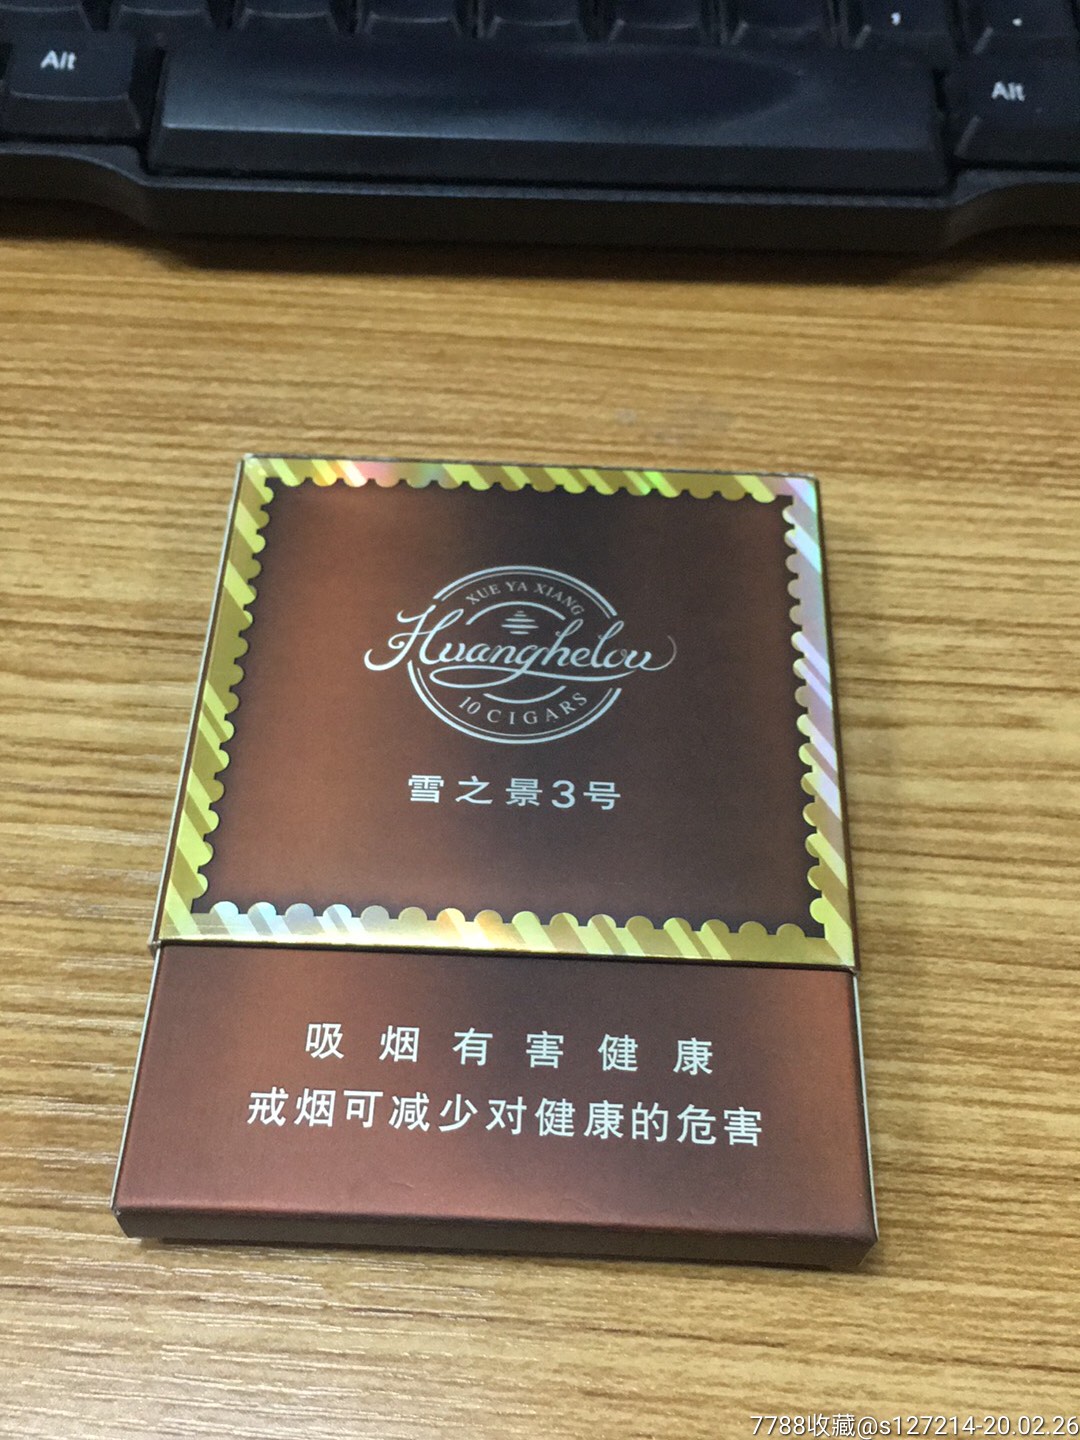 Alt
Alt
XUE YA XIANG
Huanghelou
10 CIGARS
雪之景3号
吸烟有害健康
戒烟可减少对健康的危害
7788收藏@s127214-20.02.26